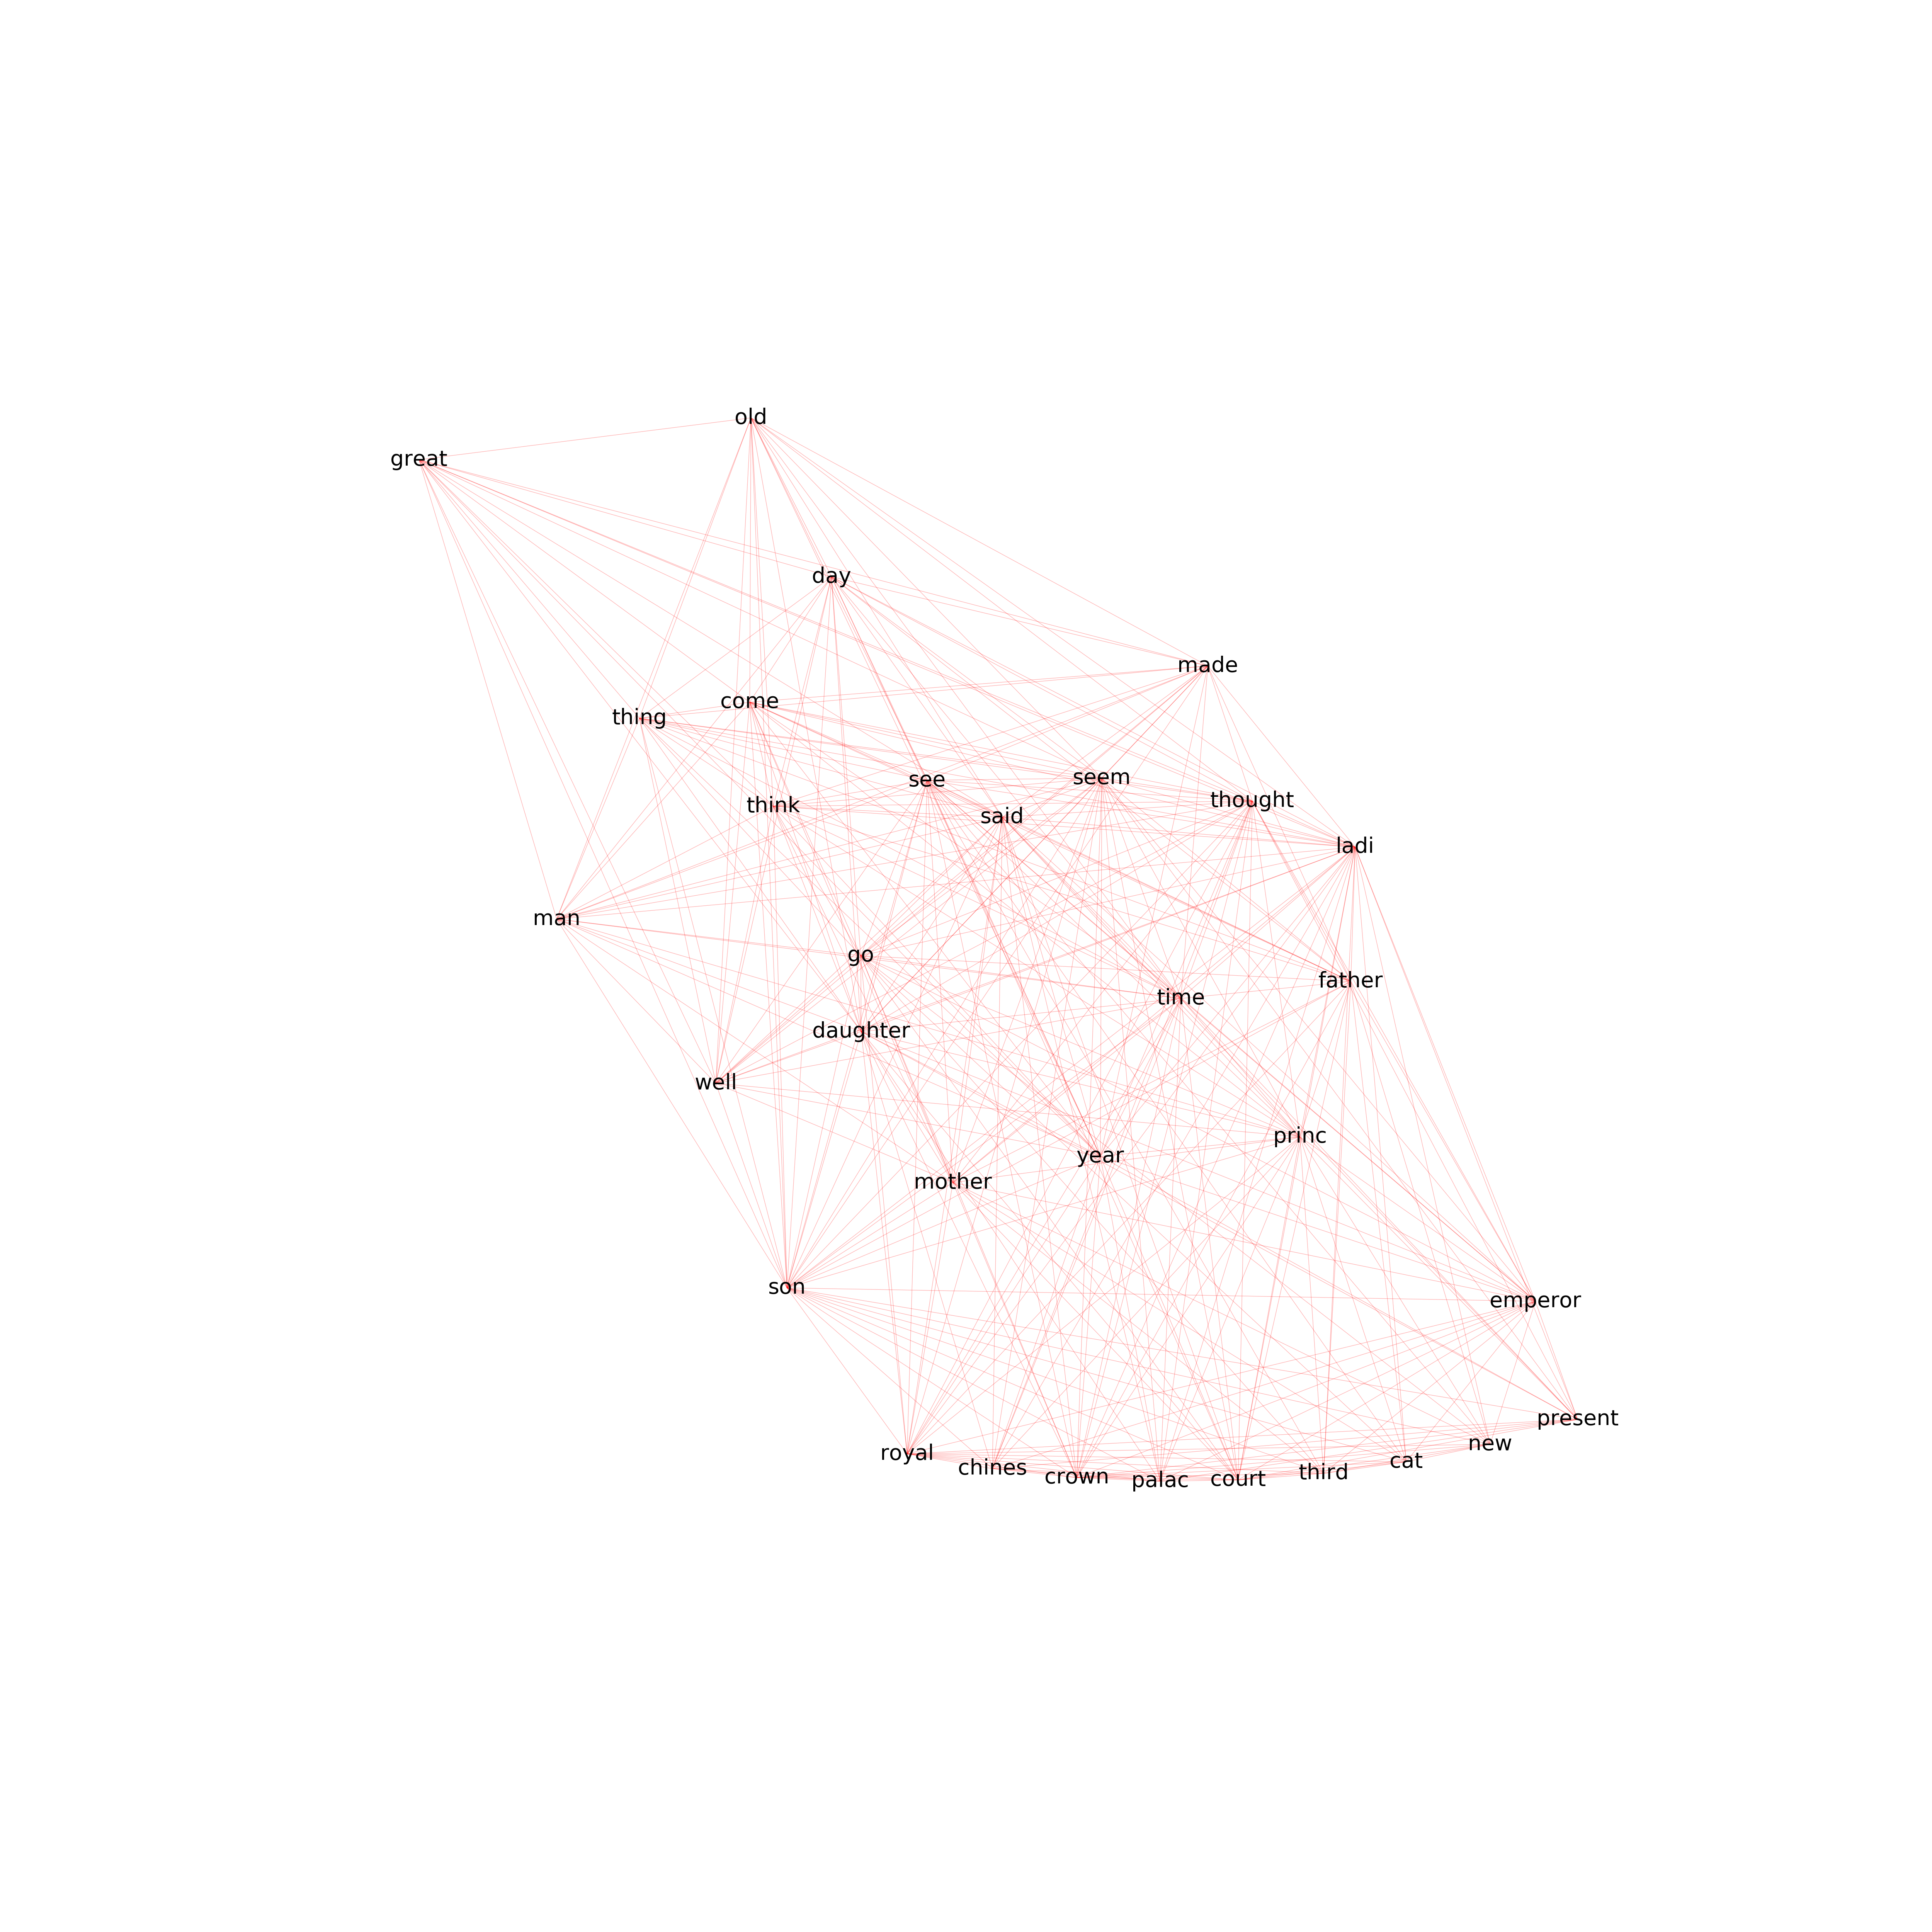 old
great
day
made
come
thing
see
seem
think
thought
said
ladi
man
go
father
time
daughter
well
princ
year
mother
son
emperor
present
new
royal
cat
chines
third
crown
court
palac